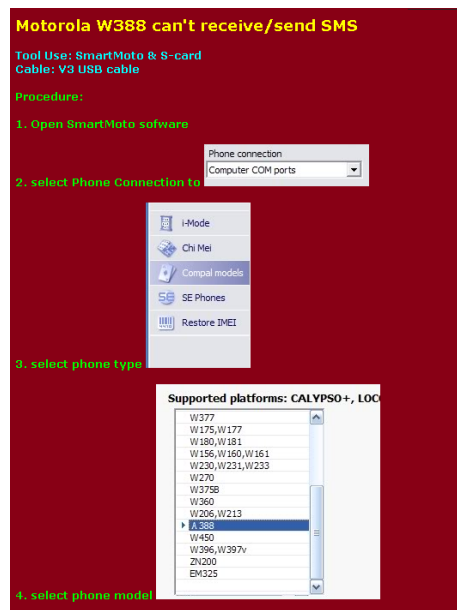 Motorola W388 can't receive/send SMS
Tool Use: SmartMoto & S-card
Cable: V3 USB cable
Procedure:
1. Open SmartMoto sofware
Phone connection
Computer COM ports
2. select Phone Connection to
i-Mode
Chi Mei
Compal models
SE Phones
Restore IMEI
3. select phone type
Supported platforms: CALYPSO+, LOC
W377
W175,W177
W180,W181
W156,W160,W161
W230,W231,W233
W270
W375B
W360
W206,W213
A388
W450
W396,W397v
ZN200
EM325
4. select phone model